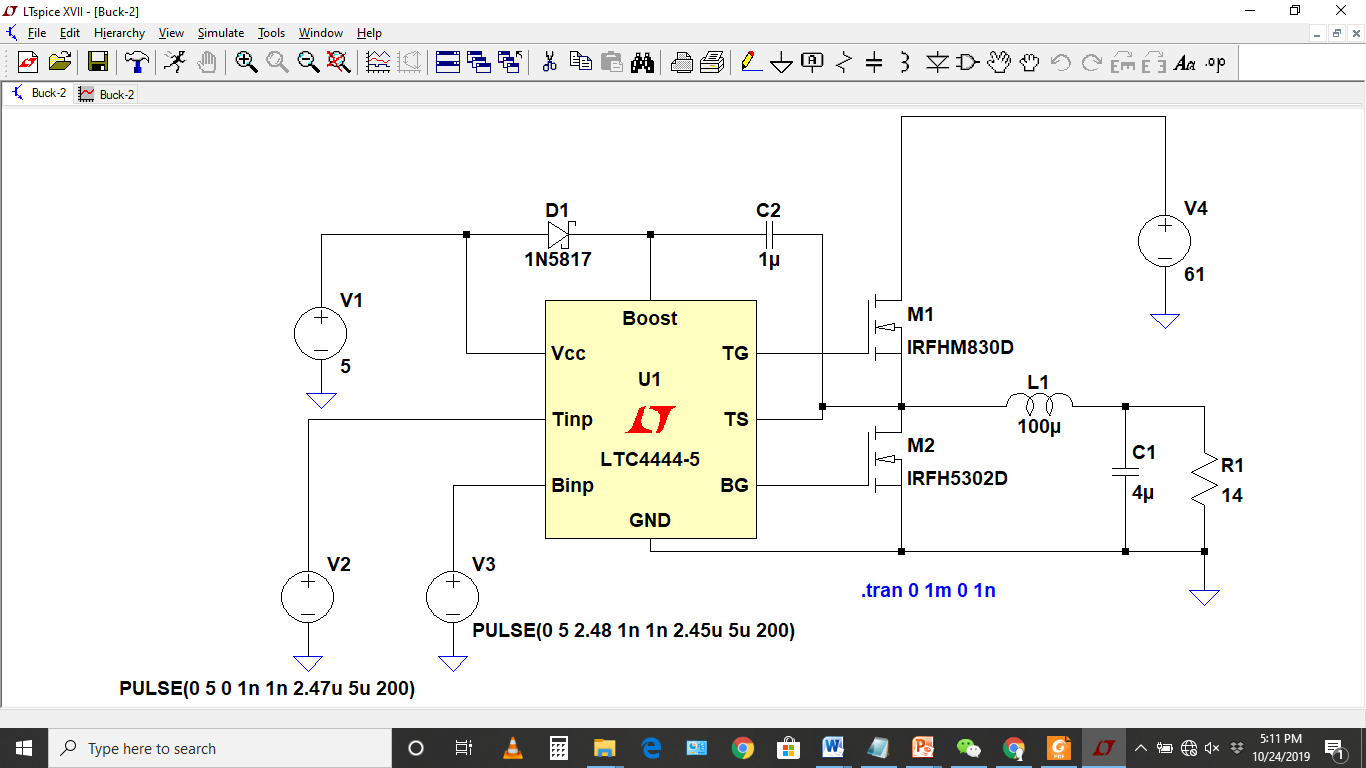 LTspice XVII - [Buck-2]
File Edit Hierarchy View Simulate Tools Window Help
A Aa .op
Buck-2 Buck-2
D1
1N5817
C2
1µ
V4
61
V1
5
Boost
Vcc
TG
U1
Tinp
TS
LTC4444-5
Binp
BG
GND
M1
IRFHM830D
L1
100µ
M2
IRFH5302D
C1
4µ
R1
14
V2
V3
.tran 0 1m 0 1n
PULSE(0 5 2.48 1n 1n 2.45u 5u 200)
PULSE(0 5 0 1n 1n 2.47u 5u 200)
Type here to search
5:11 PM
10/24/2019
1